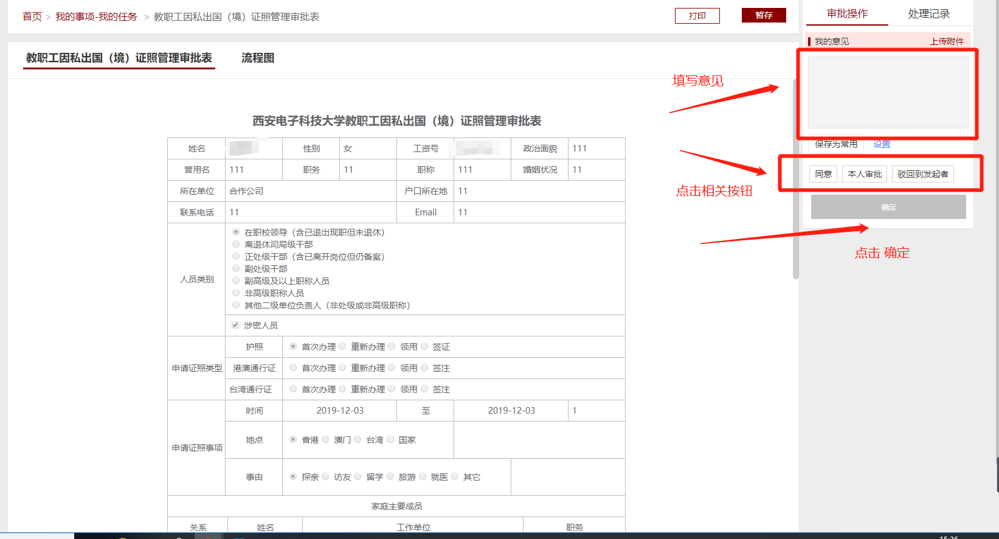 首页 > 我的事项-我的任务 > 教职工因私出国（境）证照管理审批表
打印
暂存
审批操作
处理记录
教职工因私出国（境）证照管理审批表
流程图
我的意见
上传附件
填写意见
保存为常用
设置
同意
本人审批
驳回到发起者
点击相关按钮
确定
点击 确定
西安电子科技大学教职工因私出国（境）证照管理审批表
姓名 性别 女 工资号 政治面貌 111
曾用名 111 职务 11 职称 111 婚姻状况 11
所在单位 合作公司 户口所在地 11
联系电话 11 Email 11
人员类别
在职校领导（含已退出现职但未退休）
离退休司局级干部
正处级干部（含已离开岗位但仍备案）
副处级干部
副高级及以上职称人员
非高级职称人员
其他二级单位负责人（非处级或非高级职称）
涉密人员
申请证照类型
护照 首次办理 重新办理 领用 签证
港澳通行证 首次办理 重新办理 领用 签注
台湾通行证 首次办理 重新办理 领用 签注
申请证照事项
时间 2019-12-03 至 2019-12-03 1
地点 香港 澳门 台湾 国家
事由 探亲 访友 留学 旅游 就医 其它
家庭主要成员
关系 姓名 工作单位 职务